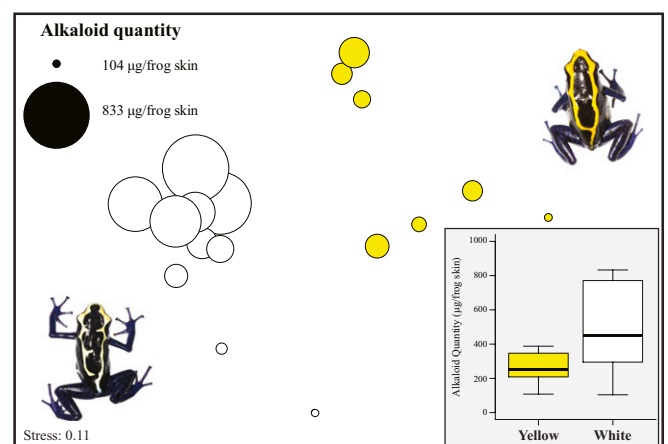 Alkaloid quantity
104 μg/frog skin
833 μg/frog skin
Alkaloid Quantity (μg/frog skin)
1000
800
600
400
200
0
Yellow White
Stress: 0.11